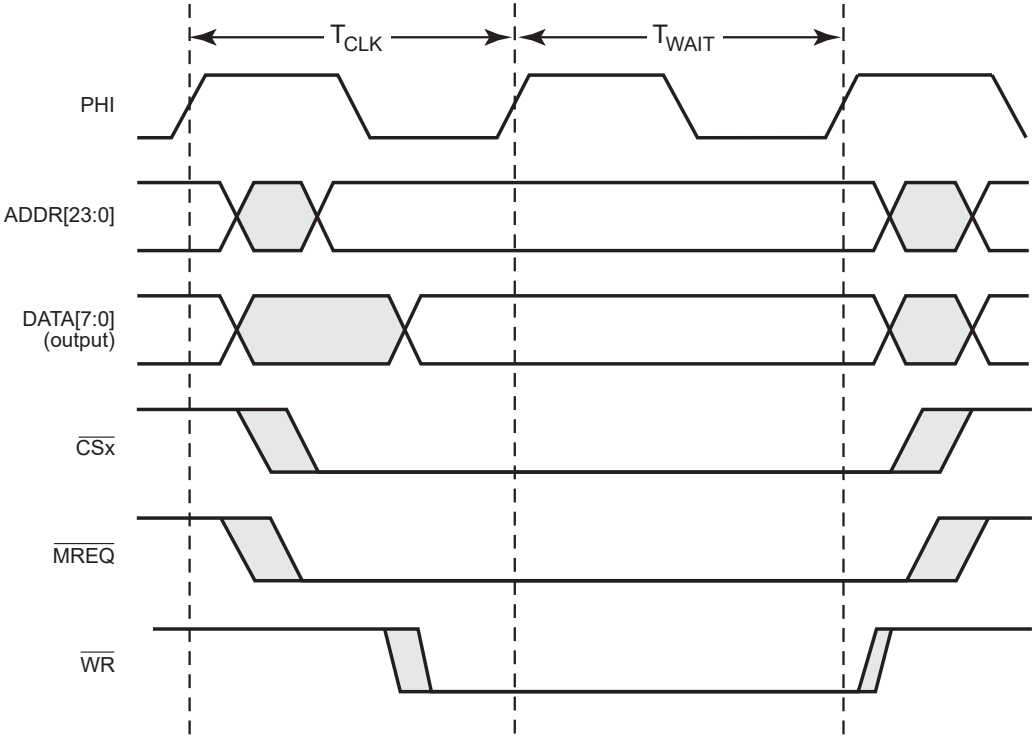 TCLK
TWAIT
PHI
ADDR[23:0]
DATA[7:0]
(output)
CSx
MREQ
WR